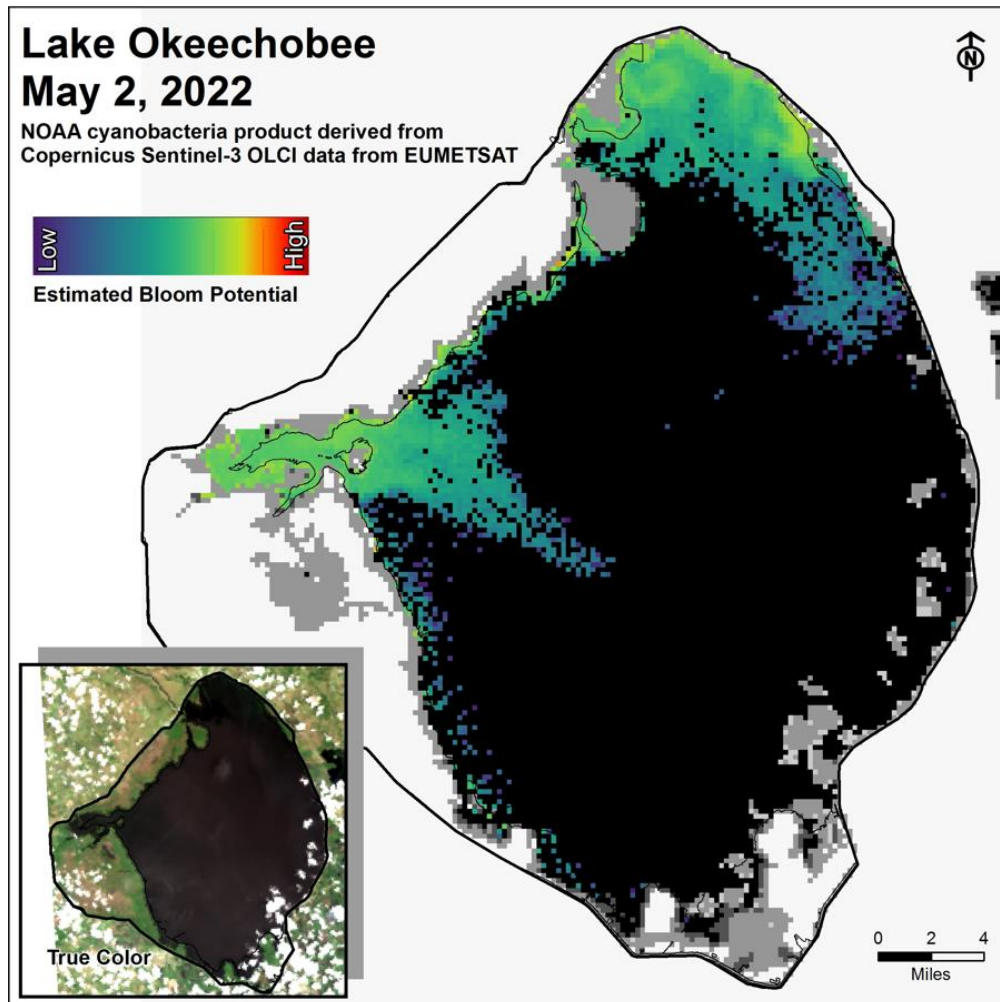 Lake Okeechobee
May 2, 2022
NOAA cyanobacteria product derived from
Copernicus Sentinel-3 OLCI data from EUMETSAT
N
Low
High
Estimated Bloom Potential
True Color
0 2 4
Miles